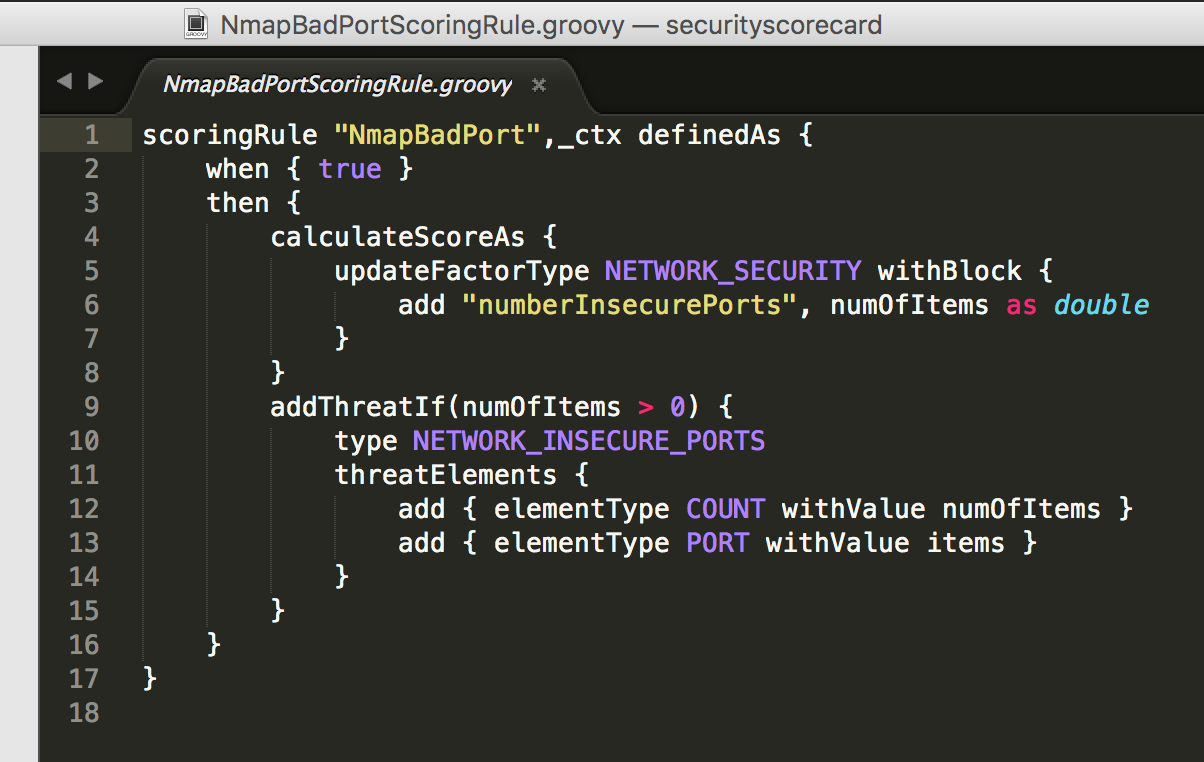 NmapBadPortScoringRule.groovy — securityscorecard
GROOVY
NmapBadPortScoringRule.groovy ×
1 scoringRule "NmapBadPort",_ctx definedAs {
2     when { true }
3     then {
4         calculateScoreAs {
5             updateFactorType NETWORK_SECURITY withBlock {
6                 add "numberInsecurePorts", numOfItems as double
7             }
8         }
9         addThreatIf(numOfItems > 0) {
10             type NETWORK_INSECURE_PORTS
11             threatElements {
12                 add { elementType COUNT withValue numOfItems }
13                 add { elementType PORT withValue items }
14             }
15         }
16     }
17 }
18